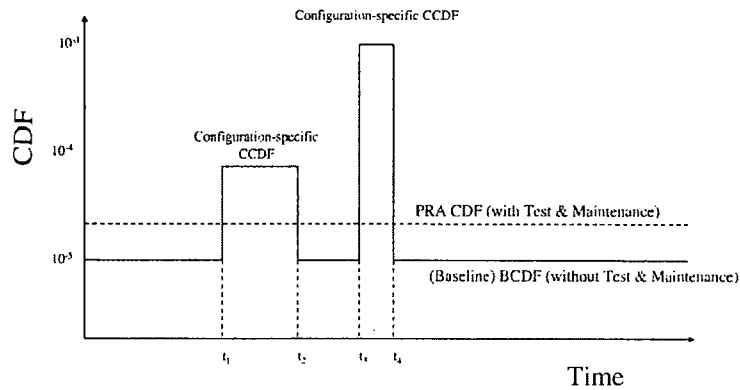 Configuration-specific CCDF
10-3
CDF
Configuration-specific
CCDF
10-4
PRA CDF (with Test & Maintenance)
10-5
(Baseline) BCDF (without Test & Maintenance)
t1
t2
t3
t4
Time